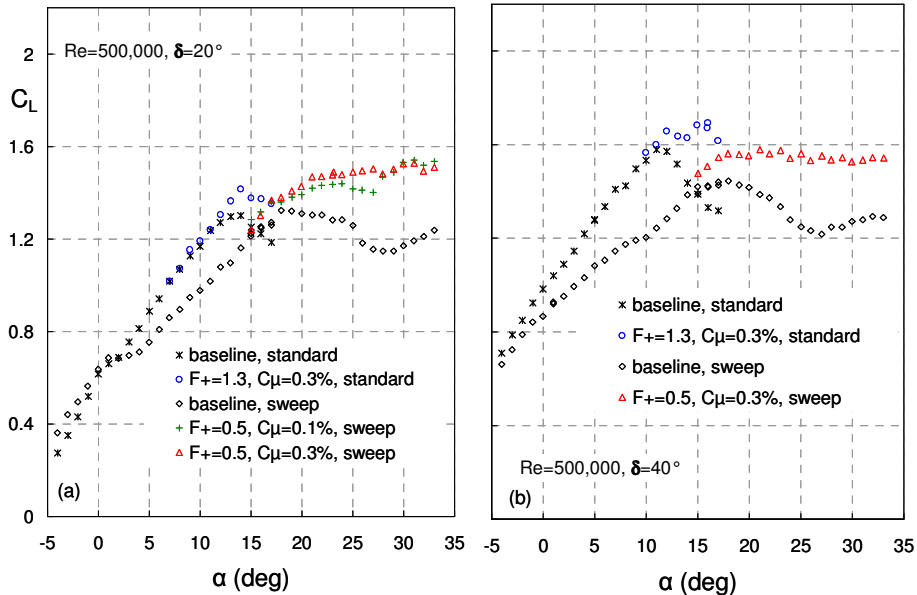 Re=500,000, δ=20°
C_L
2
1.6
1.2
0.8
0.4
0
baseline, standard
F+=1.3, Cμ=0.3%, standard
baseline, sweep
F+=0.5, Cμ=0.1%, sweep
F+=0.5, Cμ=0.3%, sweep
(a)
-5 0 5 10 15 20 25 30 35
α (deg)
baseline, standard
F+=1.3, Cμ=0.3%, standard
baseline, sweep
F+=0.5, Cμ=0.3%, sweep
Re=500,000, δ=40°
(b)
-5 0 5 10 15 20 25 30 35
α (deg)